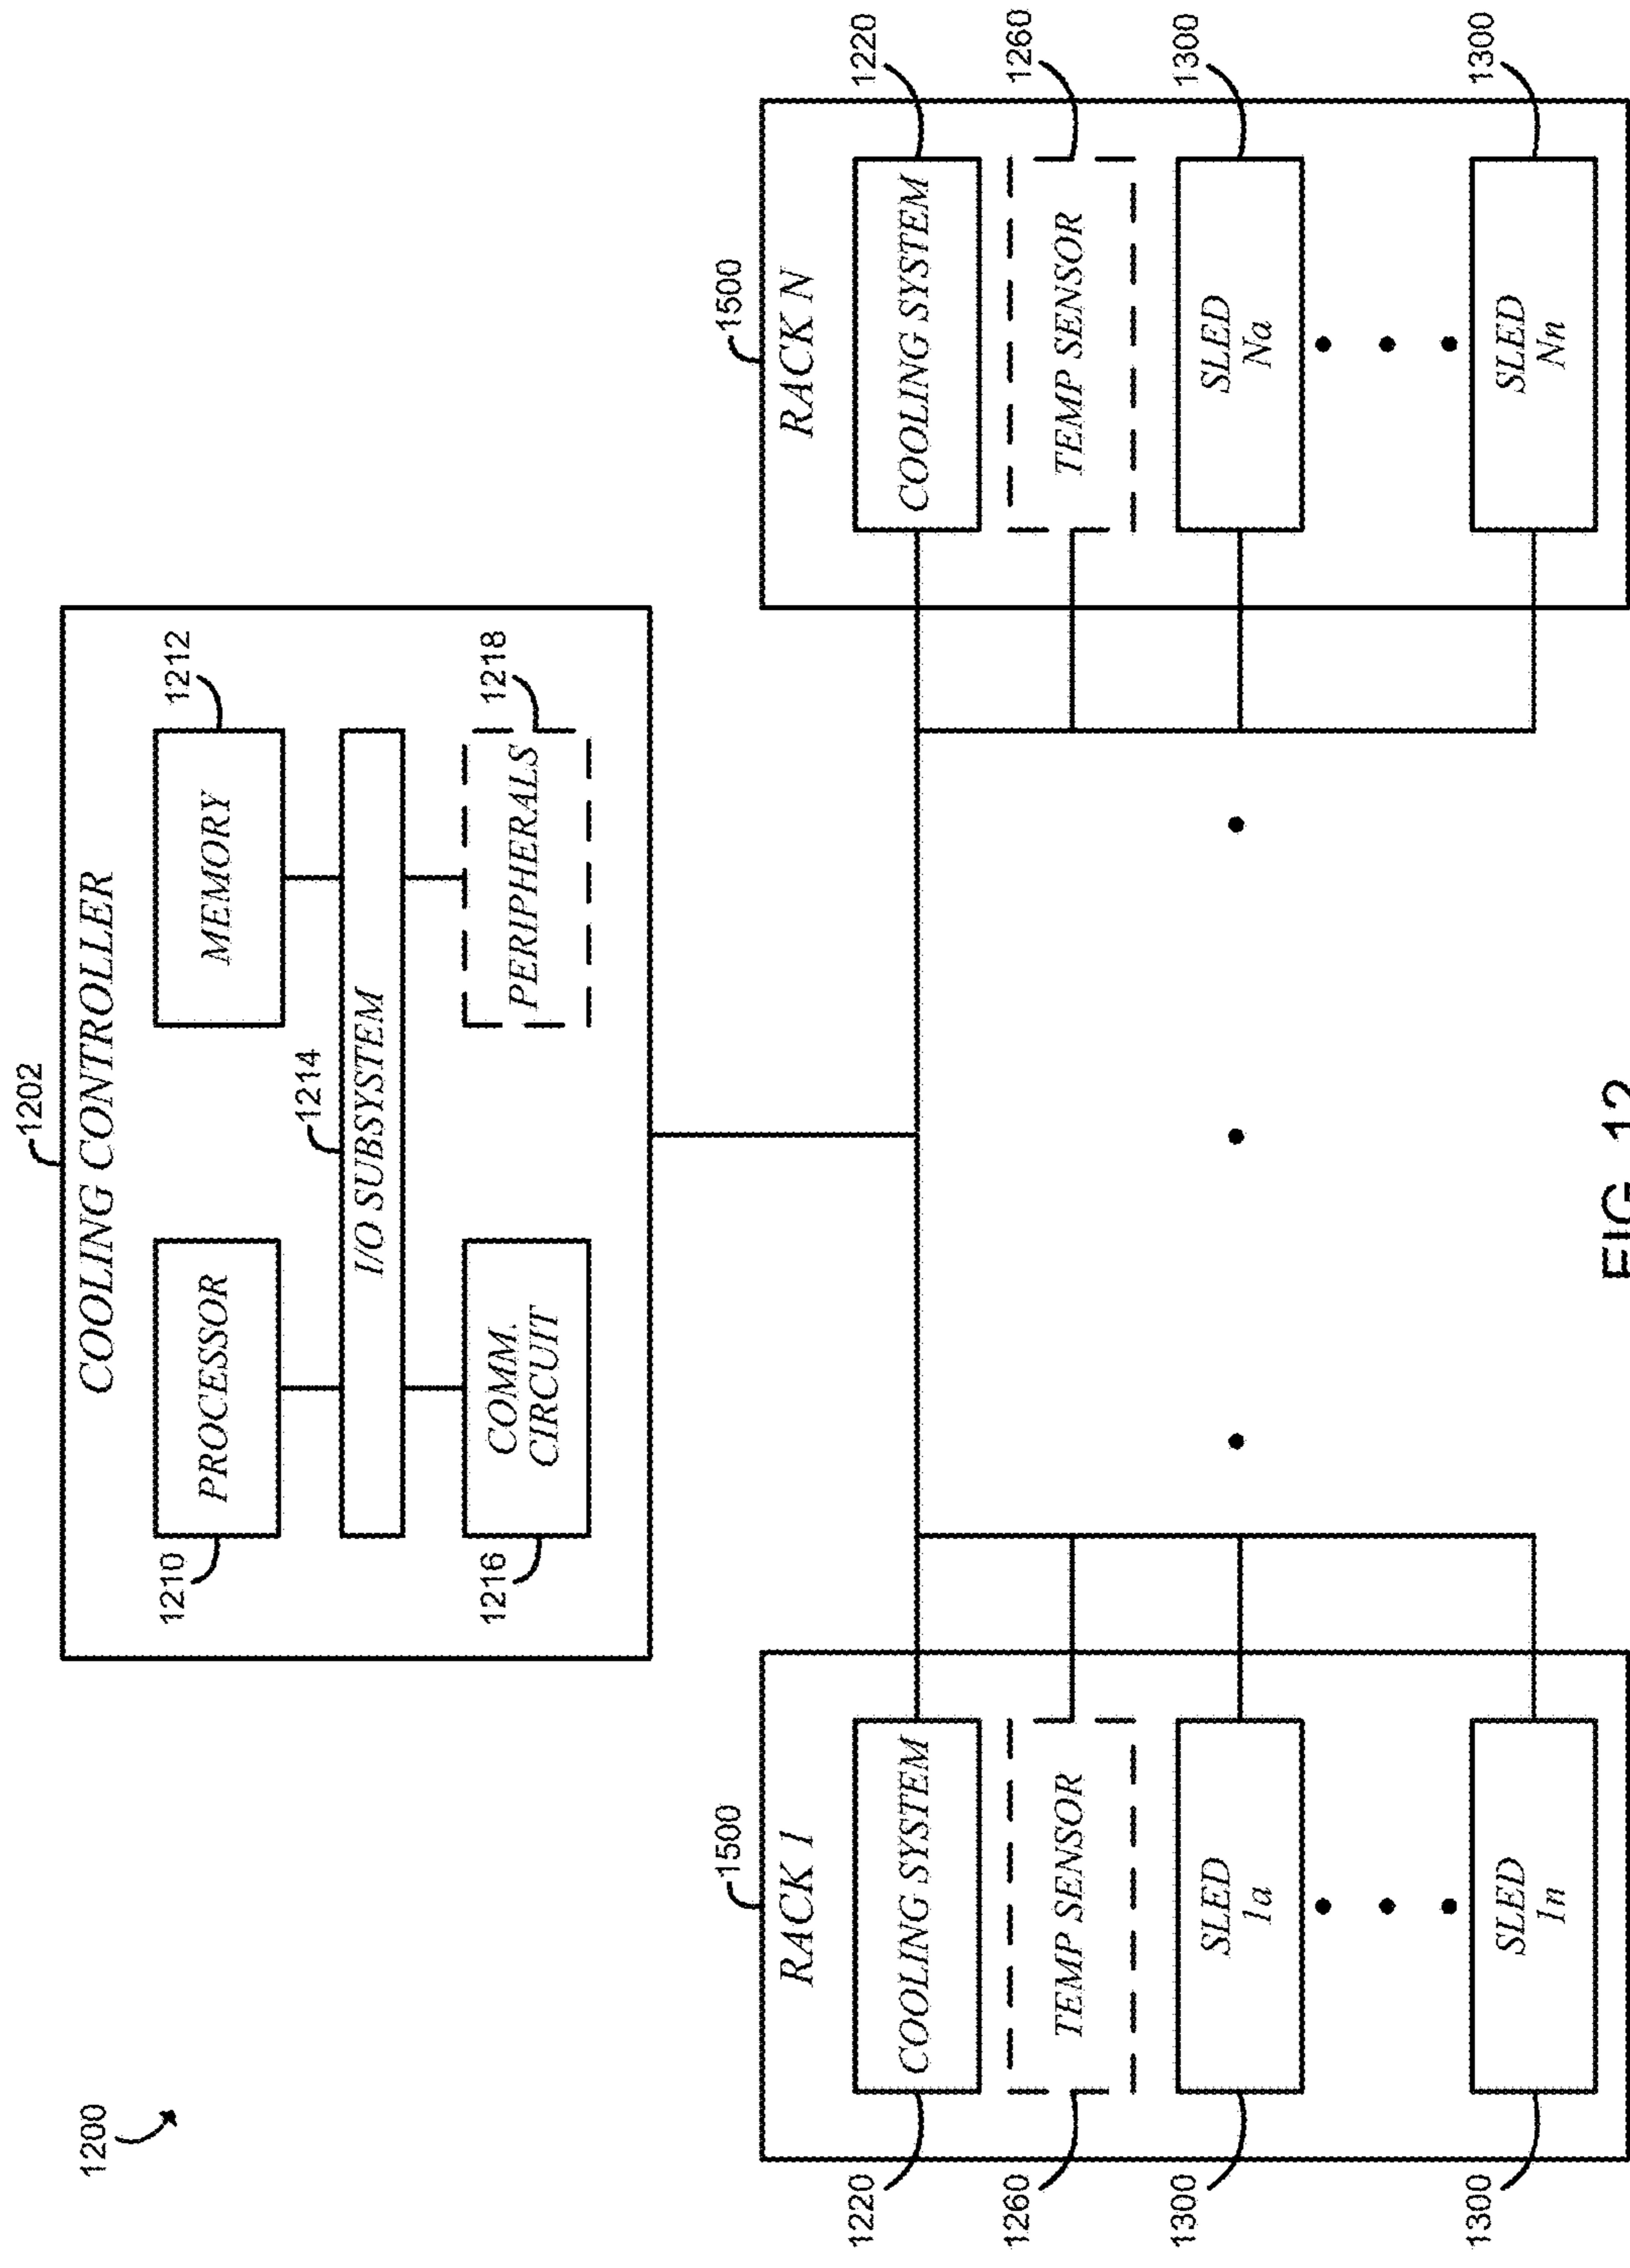 1200
1202
COOLING CONTROLLER
1210
PROCESSOR
MEMORY
1212
1214
I/O SUBSYSTEM
1216
COMM.
CIRCUIT
PERIPHERALS
1218
1500
RACK 1
1220
COOLING SYSTEM
1260
TEMP SENSOR
1300
SLED
1a
1300
SLED
1n
1500
RACK N
COOLING SYSTEM
1220
TEMP SENSOR
1260
SLED
Na
1300
SLED
Nn
1300
FIG. 12